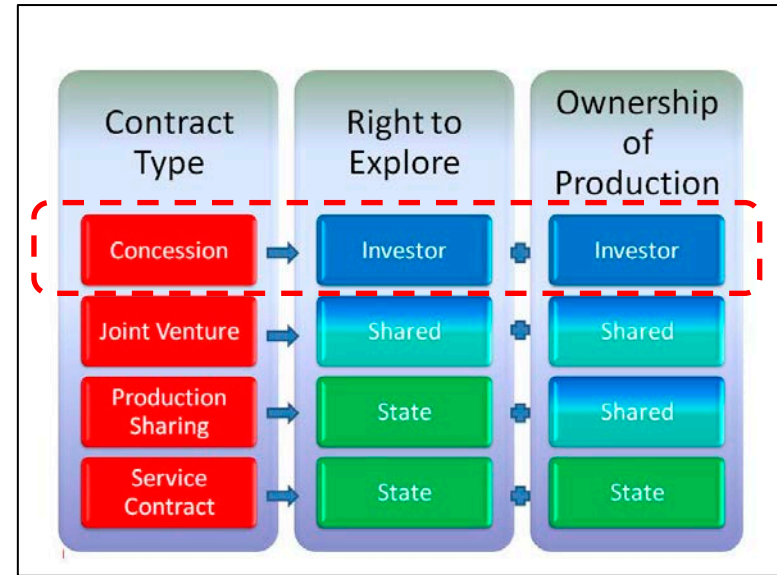 Contract
Type
Right to
Explore
Ownership
of
Production
Concession
Investor
Investor
Joint Venture
Shared
Shared
Production
Sharing
State
Shared
Service
Contract
State
State